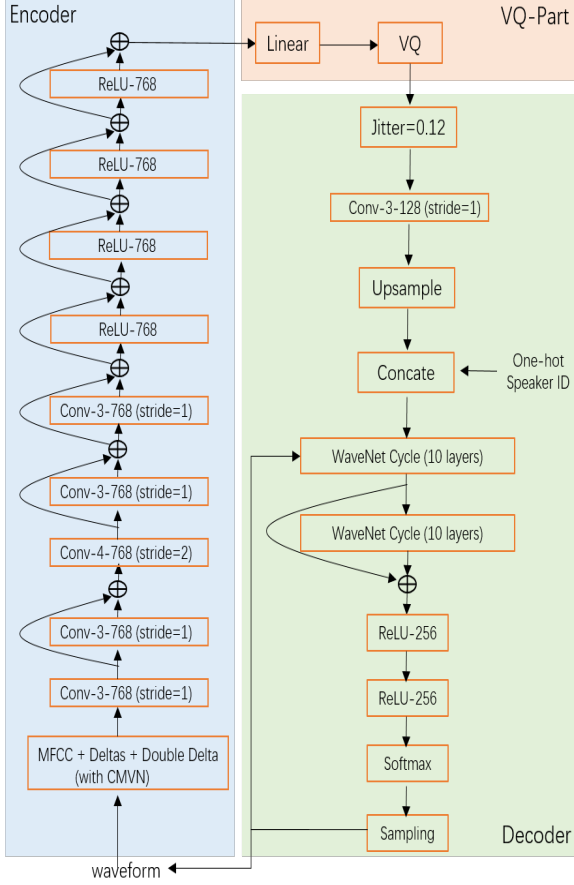 Encoder
ReLU-768
ReLU-768
ReLU-768
ReLU-768
Conv-3-768 (stride=1)
Conv-3-768 (stride=1)
Conv-4-768 (stride=2)
Conv-3-768 (stride=1)
Conv-3-768 (stride=1)
MFCC + Deltas + Double Delta
(with CMVN)
waveform
VQ-Part
Linear
VQ
Jitter=0.12
Conv-3-128 (stride=1)
Upsample
Concate
One-hot
Speaker ID
WaveNet Cycle (10 layers)
WaveNet Cycle (10 layers)
ReLU-256
ReLU-256
Softmax
Sampling
Decoder